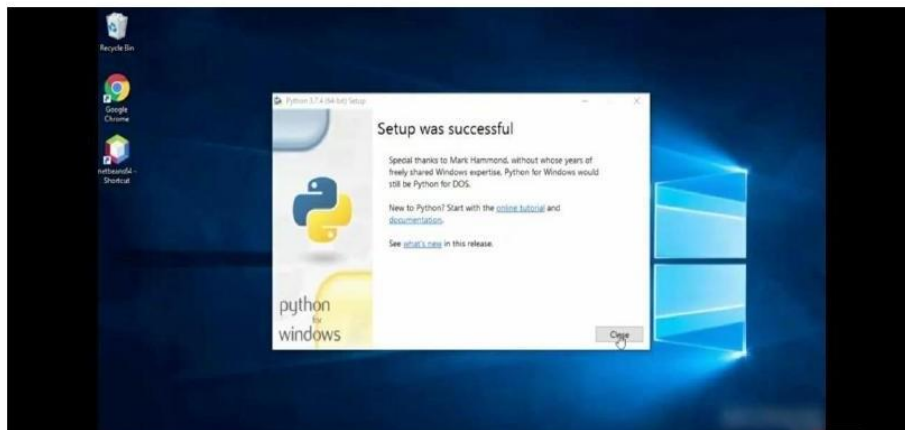 Recycle Bin
Google
Chrome
netbeans64 -
Shortcut
Python 3.7.4 (64-bit) Setup
Setup was successful
Special thanks to Mark Hammond, without whose years of
freely shared Windows expertise, Python for Windows would
still be Python for DOS.
New to Python? Start with the online tutorial and
documentation.
See what's new in this release.
python
for
windows
Close